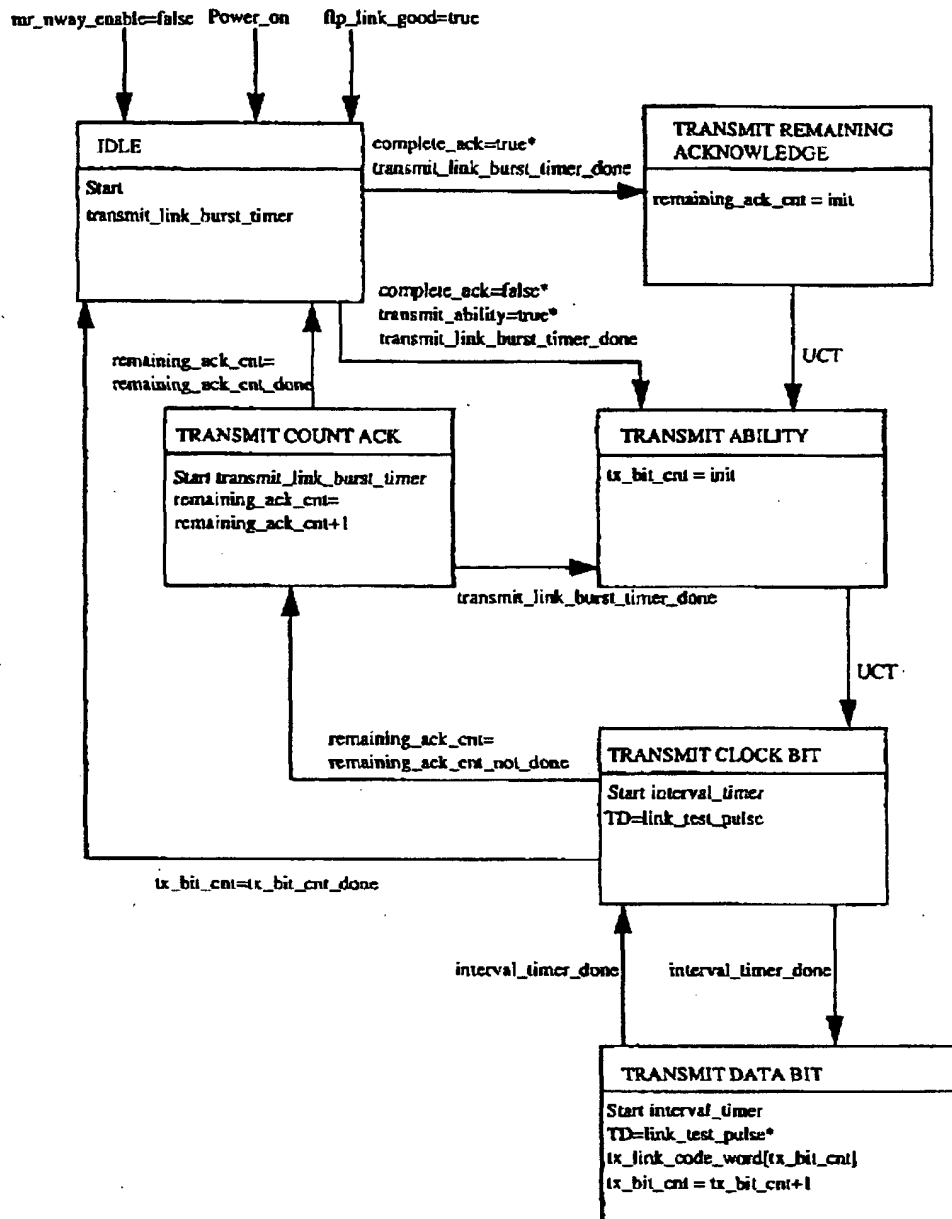 mr_nway_enable=false Power_on flp_link_good=true
IDLE
Start
transmit_link_burst_timer
complete_ack=true*
transmit_link_burst_timer_done
TRANSMIT REMAINING
ACKNOWLEDGE
remaining_ack_cnt = init
complete_ack=false*
transmit_ability=true*
transmit_link_burst_timer_done
UCT
remaining_ack_cnt=
remaining_ack_cnt_done
TRANSMIT COUNT ACK
Start transmit_link_burst_timer
remaining_ack_cnt=
remaining_ack_cnt+1
TRANSMIT ABILITY
tx_bit_cnt = init
transmit_link_burst_timer_done
UCT
remaining_ack_cnt=
remaining_ack_cnt_not_done
TRANSMIT CLOCK BIT
Start interval_timer
TD=link_test_pulse
tx_bit_cnt=tx_bit_cnt_done
interval_timer_done interval_timer_done
TRANSMIT DATA BIT
Start interval_timer
TD=link_test_pulse*
tx_link_code_word[tx_bit_cnt]
tx_bit_cnt = tx_bit_cnt+1